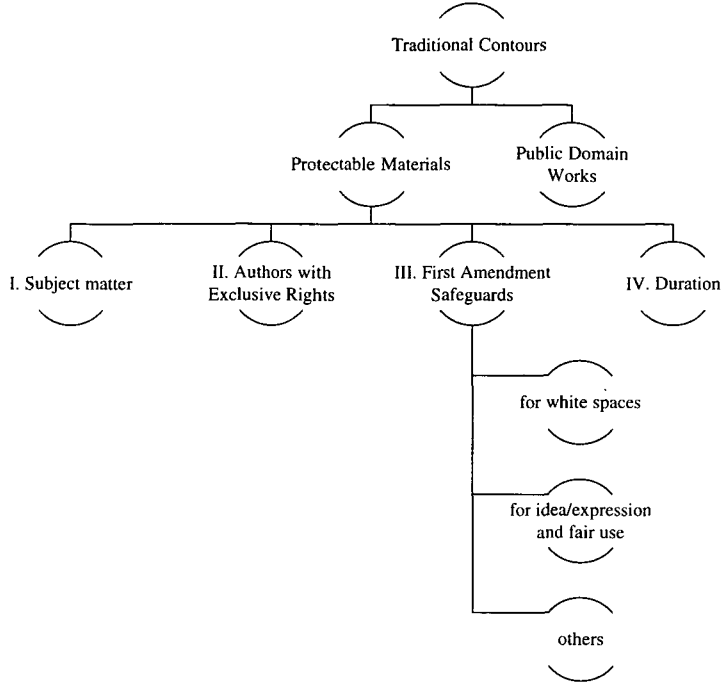 Traditional Contours
Protectable Materials
Public Domain
Works
I. Subject matter
II. Authors with
Exclusive Rights
III. First Amendment
Safeguards
IV. Duration
for white spaces
for idea/expression
and fair use
others